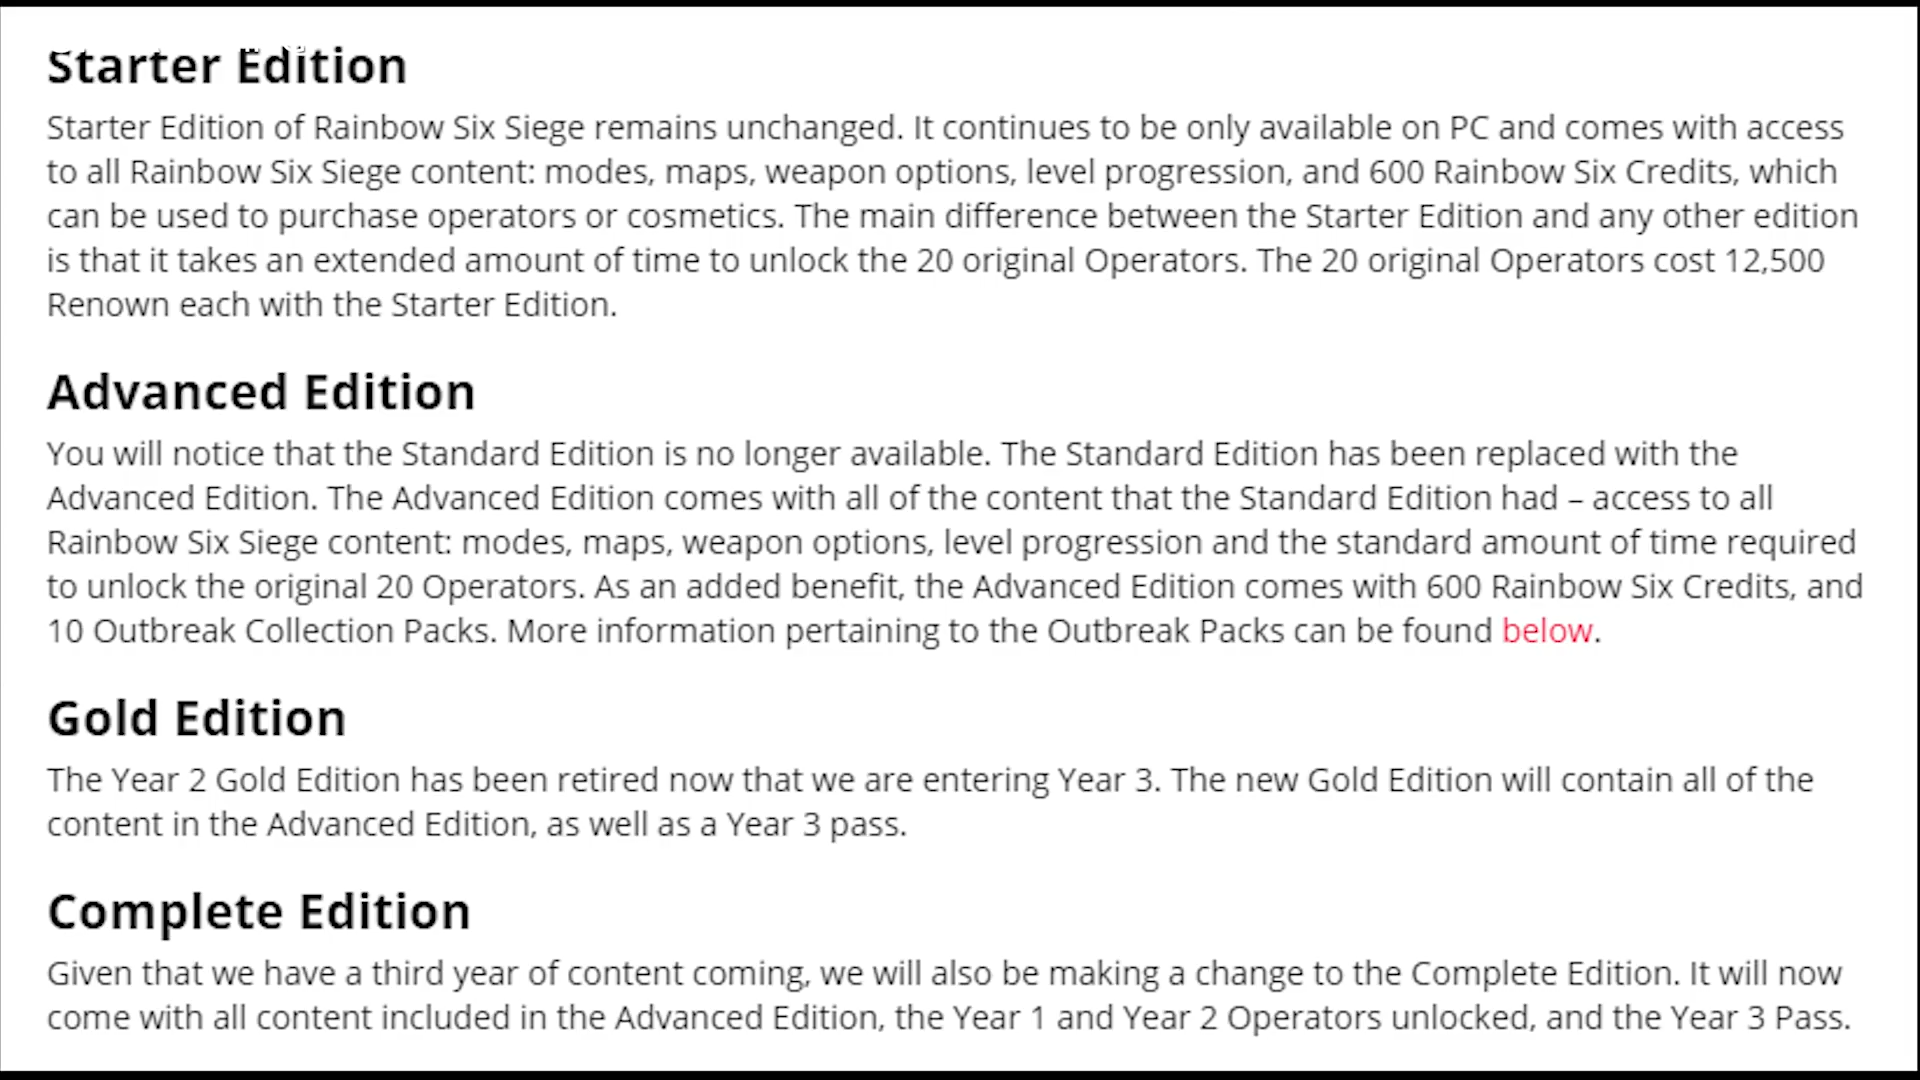 Starter Edition
Starter Edition of Rainbow Six Siege remains unchanged. It continues to be only available on PC and comes with access
to all Rainbow Six Siege content: modes, maps, weapon options, level progression, and 600 Rainbow Six Credits, which
can be used to purchase operators or cosmetics. The main difference between the Starter Edition and any other edition
is that it takes an extended amount of time to unlock the 20 original Operators. The 20 original Operators cost 12,500
Renown each with the Starter Edition.
Advanced Edition
You will notice that the Standard Edition is no longer available. The Standard Edition has been replaced with the
Advanced Edition. The Advanced Edition comes with all of the content that the Standard Edition had – access to all
Rainbow Six Siege content: modes, maps, weapon options, level progression and the standard amount of time required
to unlock the original 20 Operators. As an added benefit, the Advanced Edition comes with 600 Rainbow Six Credits, and
10 Outbreak Collection Packs. More information pertaining to the Outbreak Packs can be found below.
Gold Edition
The Year 2 Gold Edition has been retired now that we are entering Year 3. The new Gold Edition will contain all of the
content in the Advanced Edition, as well as a Year 3 pass.
Complete Edition
Given that we have a third year of content coming, we will also be making a change to the Complete Edition. It will now
come with all content included in the Advanced Edition, the Year 1 and Year 2 Operators unlocked, and the Year 3 Pass.